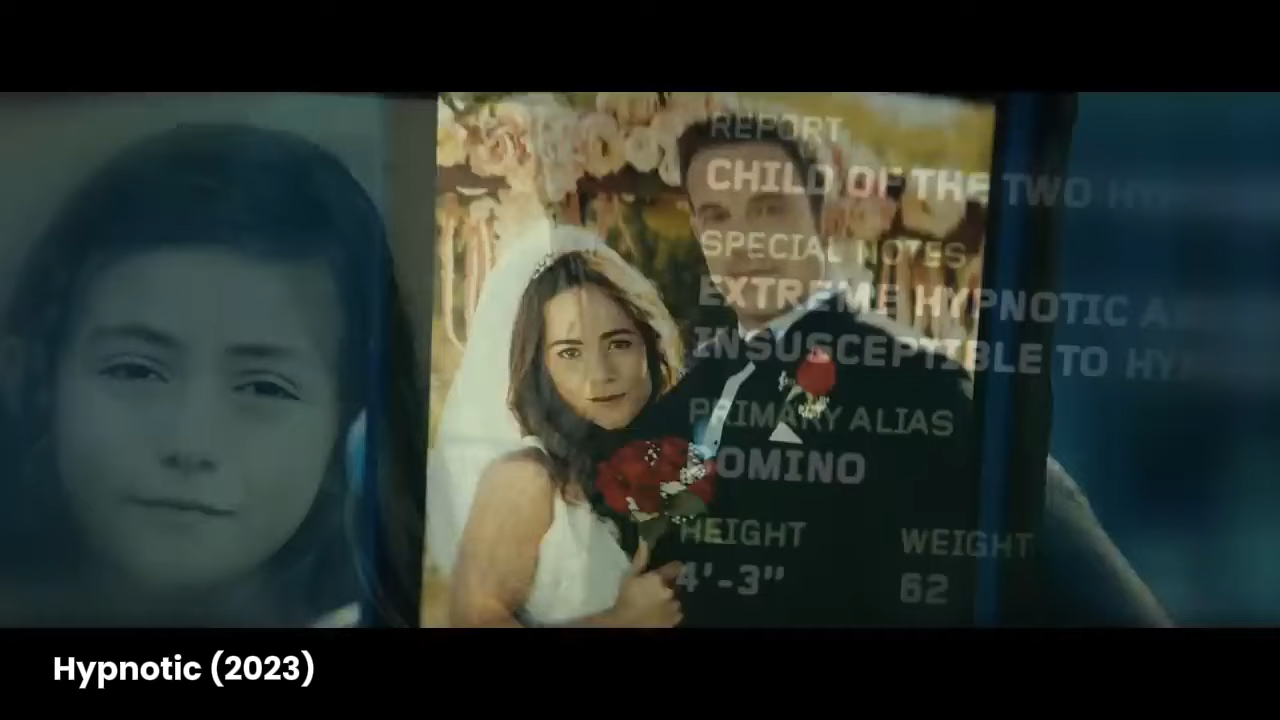 REPORT
CHILD OF THE TWO
SPECIAL NOTES
EXTREME HYPNOTIC
INSUSCEPTIBLE TO
PRIMARY ALIAS
DOMINO
HEIGHT WEIGHT
4'-3" 62
Hypnotic (2023)